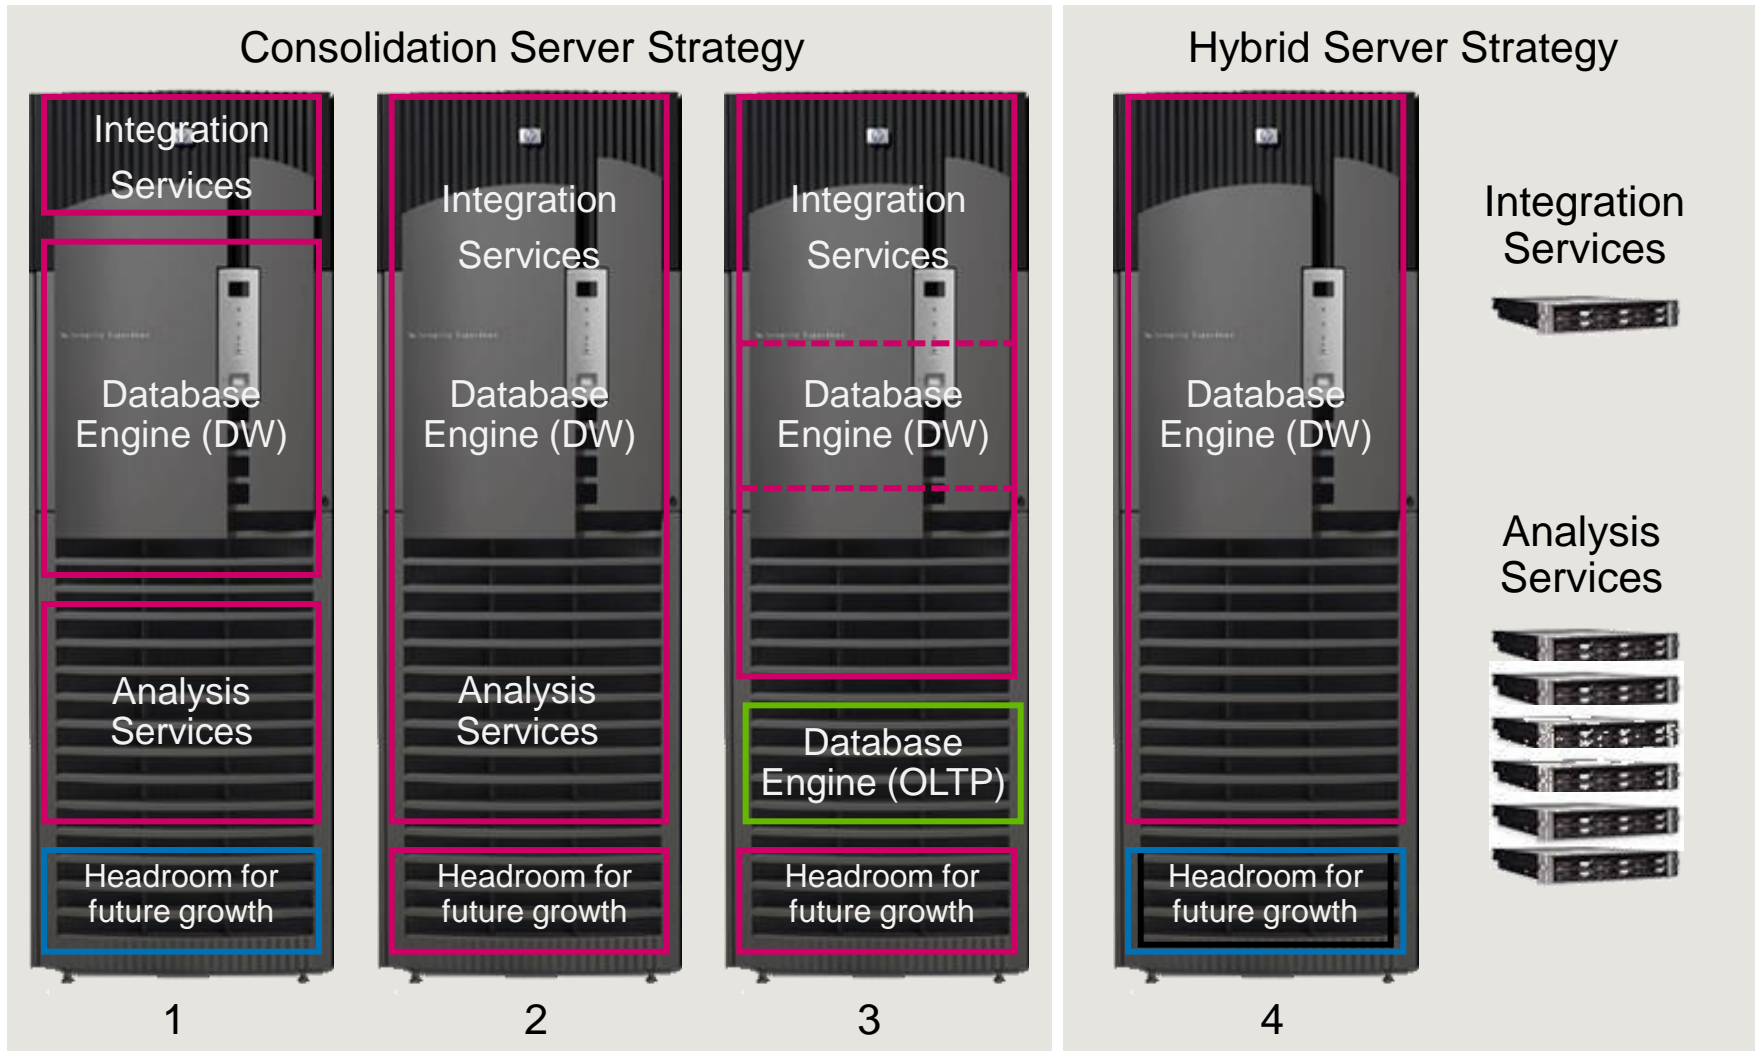 Consolidation Server Strategy
Integration
Services
Database
Engine (DW)
Analysis
Services
Headroom for
future growth
1
Integration
Services
Database
Engine (DW)
Analysis
Services
Headroom for
future growth
2
Integration
Services
Database
Engine (DW)
Database
Engine (OLTP)
Headroom for
future growth
3
Hybrid Server Strategy
Database
Engine (DW)
Headroom for
future growth
4
Integration
Services
Analysis
Services